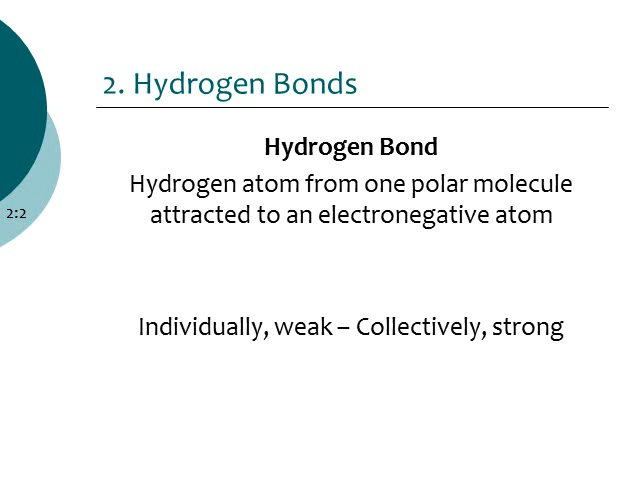 2. Hydrogen Bonds
Hydrogen Bond
Hydrogen atom from one polar molecule
attracted to an electronegative atom
2:2
Individually, weak – Collectively, strong